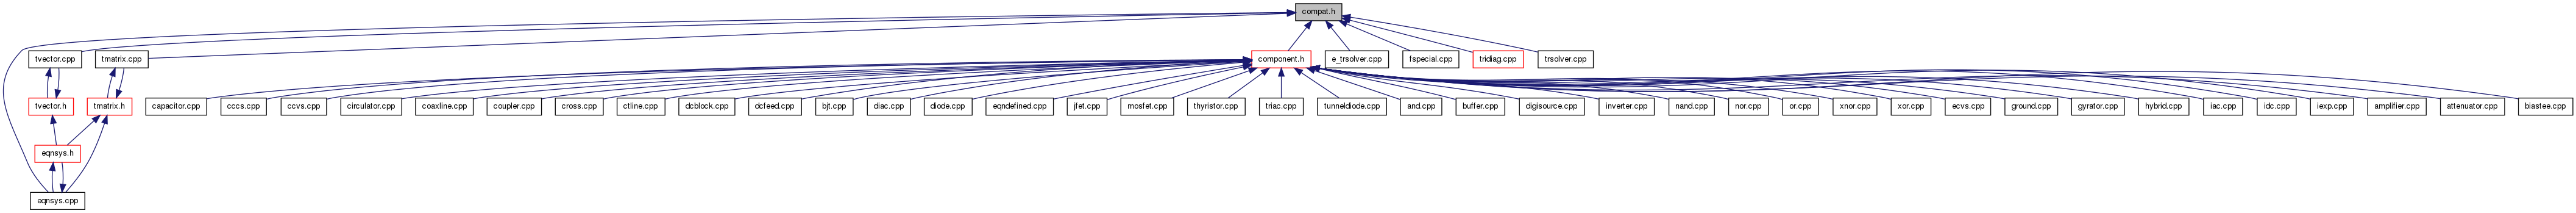 compat.h
tvector.cpp
tmatrix.cpp
component.h
e_trsolver.cpp
fspecial.cpp
tridiag.cpp
trsolver.cpp
tvector.h
tmatrix.h
capacitor.cpp
cccs.cpp
ccvs.cpp
circulator.cpp
coaxline.cpp
coupler.cpp
cross.cpp
ctline.cpp
dcblock.cpp
dcfeed.cpp
bjt.cpp
diac.cpp
diode.cpp
eqndefined.cpp
jfet.cpp
mosfet.cpp
thyristor.cpp
triac.cpp
tunneldiode.cpp
and.cpp
buffer.cpp
digisource.cpp
inverter.cpp
nand.cpp
nor.cpp
or.cpp
xnor.cpp
xor.cpp
ecvs.cpp
ground.cpp
gyrator.cpp
hybrid.cpp
iac.cpp
idc.cpp
iexp.cpp
amplifier.cpp
attenuator.cpp
biastee.cpp
eqnsys.h
eqnsys.cpp